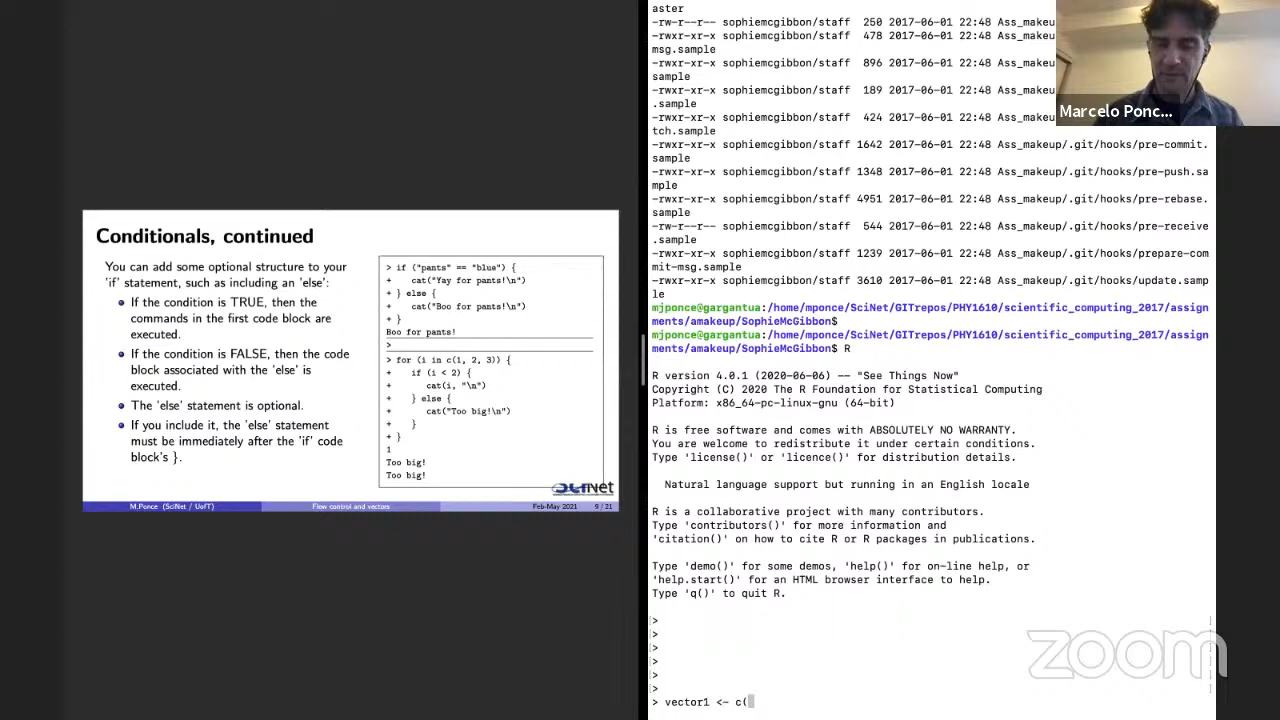 Conditionals, continued
You can add some optional structure to your
'if' statement, such as including an 'else':
If the condition is TRUE, then the
commands in the first code block are
executed.
If the condition is FALSE, then the code
block associated with the 'else' is
executed.
The 'else' statement is optional.
If you include it, the 'else' statement
must be immediately after the 'if' code
block's }.
> if ("pants" == "blue") {
+ cat("Yay for pants!\n")
+ } else {
+ cat("Boo for pants!\n")
+ }
Boo for pants!
>
> for (i in c(1, 2, 3)) {
+ if (i < 2) {
+ cat(i, "\n")
+ } else {
+ cat("Too big!\n")
+ }
+ }
1
Too big!
Too big!
SciNet
M.Ponce (SciNet / UofT)
Flow control and vectors
Feb-May 2021
9 / 21
aster
-rw-r--r-- sophiemcgibbon/staff 250 2017-06-01 22:48 Ass_makeu
-rwxr-xr-x sophiemcgibbon/staff 478 2017-06-01 22:48 Ass_makeu
msg.sample
-rwxr-xr-x sophiemcgibbon/staff 896 2017-06-01 22:48 Ass_makeu
sample
-rwxr-xr-x sophiemcgibbon/staff 189 2017-06-01 22:48 Ass_makeu
.sample
-rwxr-xr-x sophiemcgibbon/staff 424 2017-06-01 22:48 Ass_makeu
tch.sample
-rwxr-xr-x sophiemcgibbon/staff 1642 2017-06-01 22:48 Ass_makeup/.git/hooks/pre-commit.
sample
-rwxr-xr-x sophiemcgibbon/staff 1348 2017-06-01 22:48 Ass_makeup/.git/hooks/pre-push.sa
mple
-rwxr-xr-x sophiemcgibbon/staff 4951 2017-06-01 22:48 Ass_makeup/.git/hooks/pre-rebase.
sample
-rw-r--r-- sophiemcgibbon/staff 544 2017-06-01 22:48 Ass_makeup/.git/hooks/pre-receive
.sample
-rwxr-xr-x sophiemcgibbon/staff 1239 2017-06-01 22:48 Ass_makeup/.git/hooks/prepare-com
mit-msg.sample
-rwxr-xr-x sophiemcgibbon/staff 3610 2017-06-01 22:48 Ass_makeup/.git/hooks/update.samp
le
mjponce@gargantua:/home/mponce/SciNet/GITrepos/PHY1610/scientific_computing_2017/assign
ments/amakeup/SophieMcGibbon$
mjponce@gargantua:/home/mponce/SciNet/GITrepos/PHY1610/scientific_computing_2017/assign
ments/amakeup/SophieMcGibbon$ R
R version 4.0.1 (2020-06-06) -- "See Things Now"
Copyright (C) 2020 The R Foundation for Statistical Computing
Platform: x86_64-pc-linux-gnu (64-bit)
R is free software and comes with ABSOLUTELY NO WARRANTY.
You are welcome to redistribute it under certain conditions.
Type 'license()' or 'licence()' for distribution details.
Natural language support but running in an English locale
R is a collaborative project with many contributors.
Type 'contributors()' for more information and
'citation()' on how to cite R or R packages in publications.
Type 'demo()' for some demos, 'help()' for on-line help, or
'help.start()' for an HTML browser interface to help.
Type 'q()' to quit R.
>
>
>
>
>
>
> vector1 <- c(
Marcelo Ponc...
zoom